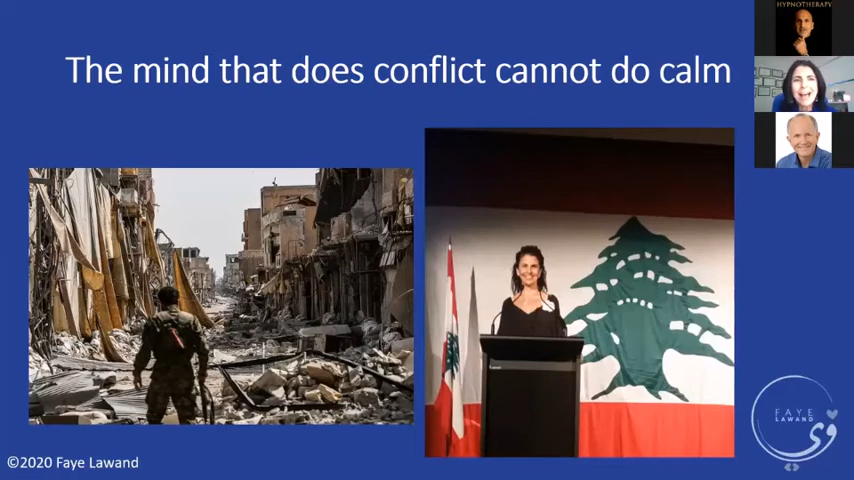 HYPNOTHERAPY
The mind that does conflict cannot do calm
FAYE
LAWAND
©2020 Faye Lawand